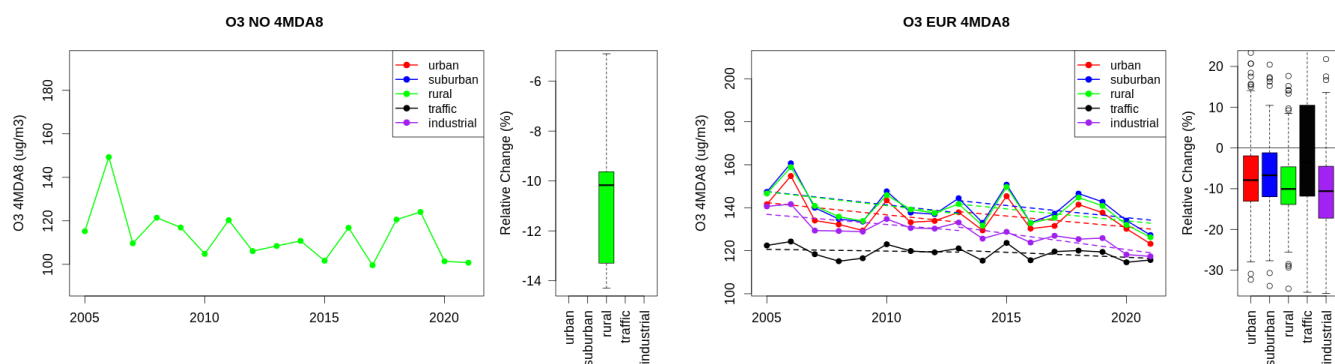 O3 NO 4MDA8
O3 4MDA8 (ug/m3)
180
160
140
120
100
2005
2010
2015
2020
urban
suburban
rural
traffic
industrial
Relative Change (%)
-6
-8
-10
-12
-14
urban
suburban
rural
traffic
industrial
O3 EUR 4MDA8
O3 4MDA8 (ug/m3)
200
180
160
140
120
100
2005
2010
2015
2020
urban
suburban
rural
traffic
industrial
Relative Change (%)
20
10
0
-10
-20
-30
urban
suburban
rural
traffic
industrial